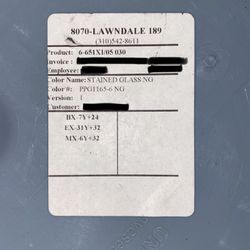 8070-LAWNDALE 189
(310)542-8611
Product: 6-651XI/05 030
Invoice :
Employee:
Color Name: STAINED GLASS NG
Color #: PPG1165-6 NG
Version: 1
Customer:
BX-7Y+24
EX-31Y+32
MX-6Y+32